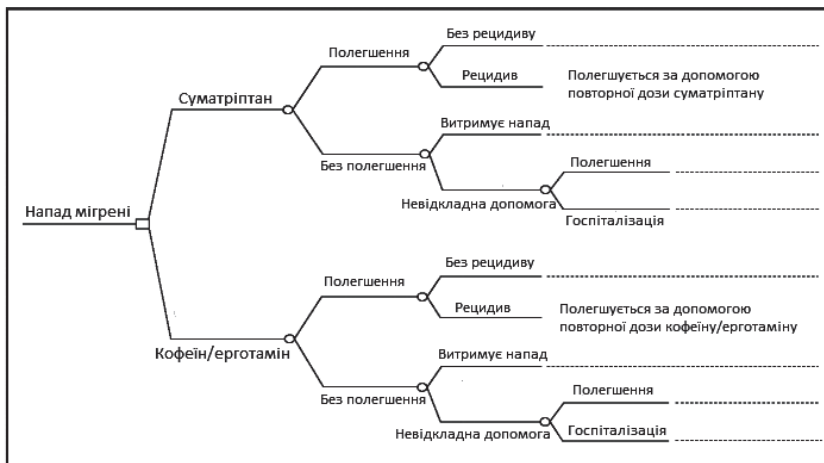 Без рецидиву
Полегшення
Рецидив
Полегшується за допомогою
повторної дози суматріптану
Суматріптан
Витримує напад
Без полегшення
Полегшення
Невідкладна допомога
Госпіталізація
Напад мігрені
Без рецидиву
Полегшення
Рецидив
Полегшується за допомогою
повторної дози кофеїну/ерготаміну
Кофеїн/ерготамін
Витримує напад
Без полегшення
Полегшення
Невідкладна допомога
Госпіталізація